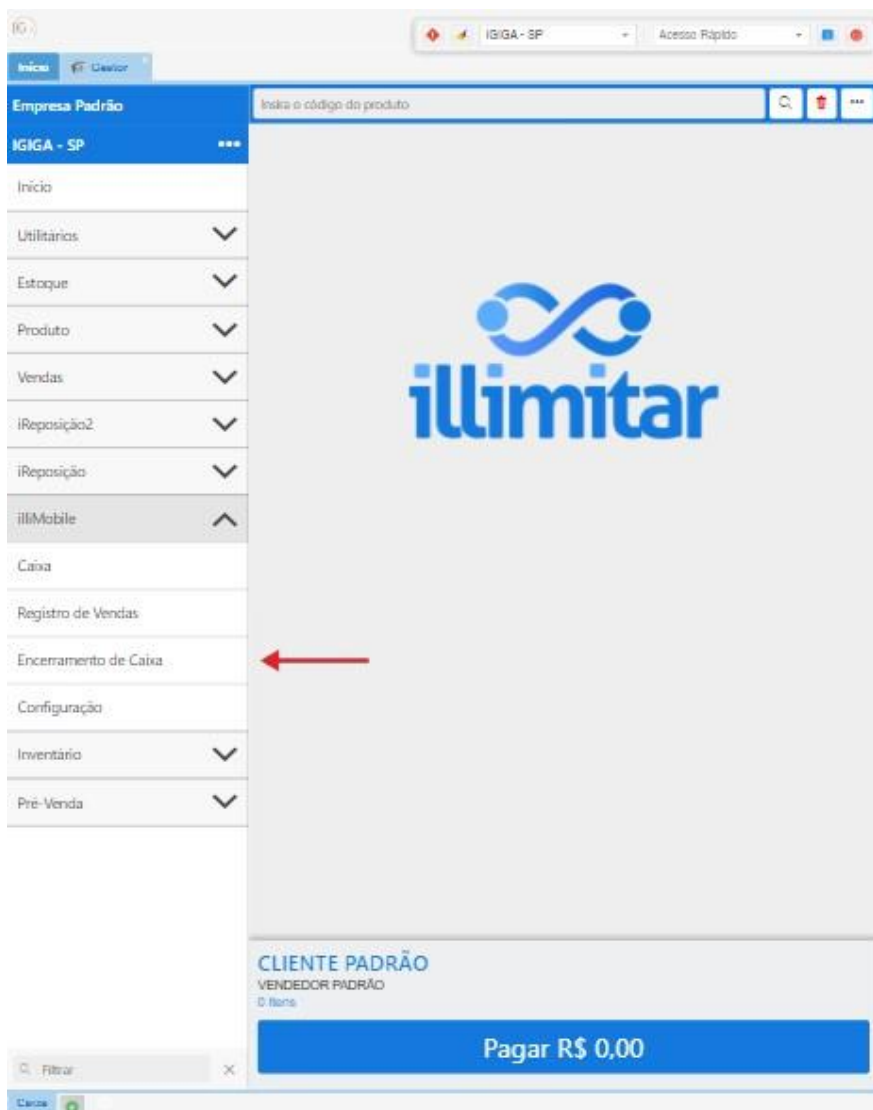 IGIGA - SP
Acesso Rápido
Início
Gestor
Empresa Padrão
Insira o código do produto
IGIGA - SP
Início
Utilitários
Estoque
Produto
Vendas
iReposição2
iReposição
illiMobile
Caixa
Registro de Vendas
Encerramento de Caixa
Configuração
Inventário
Pré-Venda
illimitar
CLIENTE PADRÃO
VENDEDOR PADRÃO
0 Itens
Pagar R$ 0,00
Filtrar